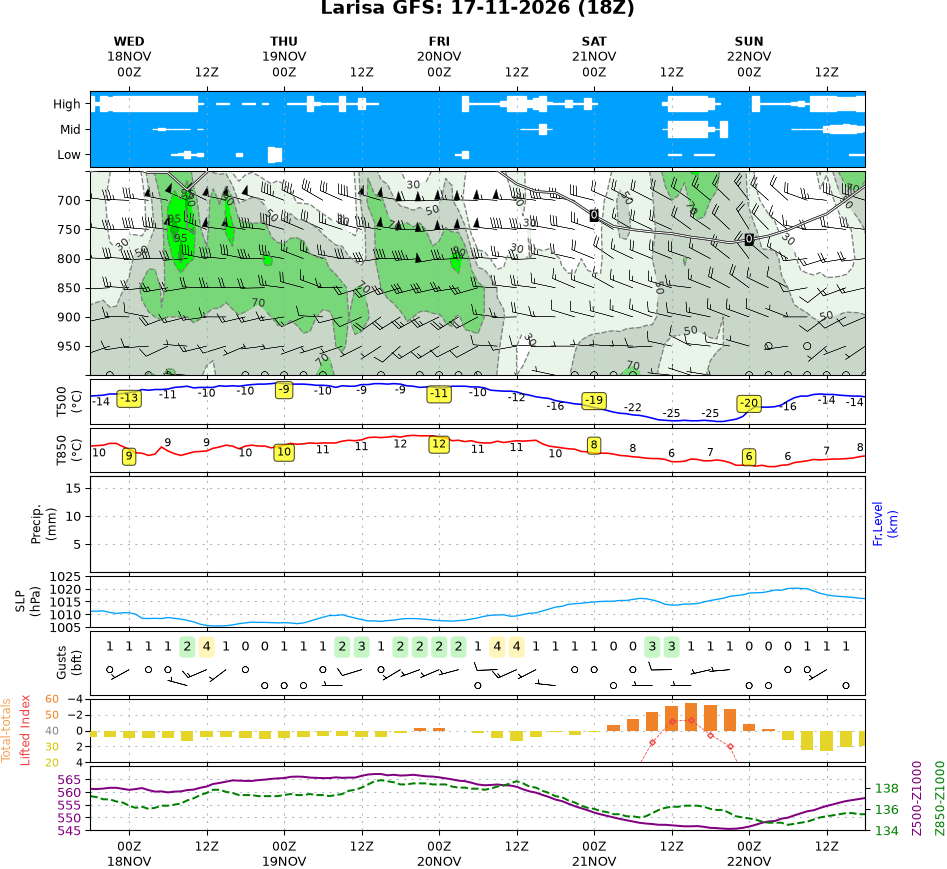 Larisa GFS: 17-11-2026 (18Z)
WED THU FRI SAT SUN
18NOV 19NOV 20NOV 21NOV 22NOV
00Z 12Z 00Z 12Z 00Z 12Z 00Z 12Z 00Z 12Z
High
Mid
Low
700
750
800
850
900
950
30 50 95 95 50 70 30 50 30 30 30 50 70 30 50 50 70 70 30
0 0
T500 (°C)
-14 -13 -11 -10 -10 -9 -10 -9 -9 -11 -10 -12 -16 -19 -22 -25 -25 -20 -16 -14 -14
T850 (°C)
10 9 9 9 10 10 11 11 12 12 11 11 10 8 8 6 7 6 6 7 8
Precip. (mm)
15
10
5
Fr.Level (km)
SLP (hPa)
1025
1020
1015
1010
1005
Gusts (bft)
1 1 1 1 2 4 1 0 0 1 1 1 2 3 1 2 2 2 2 1 4 4 1 1 1 1 0 0 3 3 1 1 1 0 0 0 1 1 1
Total-totals
Lifted Index
60 -4
50 -2
40 0
30 2
20 4
565
560
555
550
545
138
136
134
Z500-Z1000
Z850-Z1000
00Z 12Z 00Z 12Z 00Z 12Z 00Z 12Z 00Z 12Z
18NOV 19NOV 20NOV 21NOV 22NOV